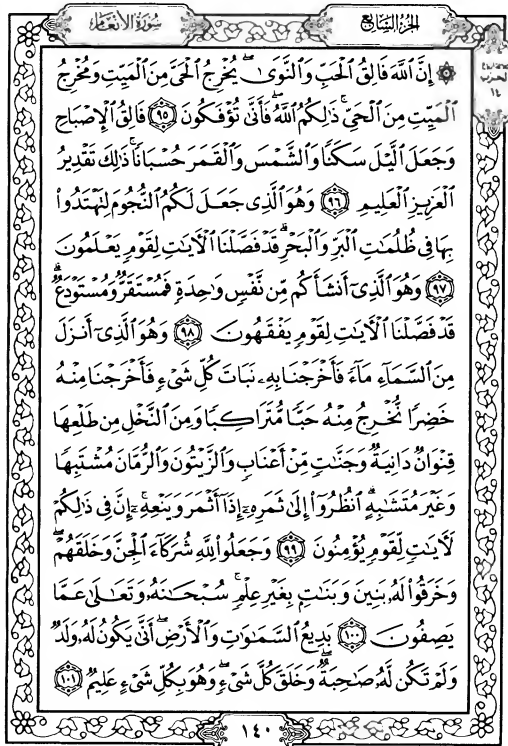 الجزء السابع
سورة الأنعام
الحزب
١٤
۞ إِنَّ ٱللَّهَ فَالِقُ ٱلْحَبِّ وَٱلنَّوَىٰ ۖ يُخْرِجُ ٱلْحَىَّ مِنَ ٱلْمَيِّتِ وَمُخْرِجُ
ٱلْمَيِّتِ مِنَ ٱلْحَىِّ ۚ ذَٰلِكُمُ ٱللَّهُ ۖ فَأَنَّىٰ تُؤْفَكُونَ ٩٥ فَالِقُ ٱلْإِصْبَاحِ
وَجَعَلَ ٱلَّيْلَ سَكَنًا وَٱلشَّمْسَ وَٱلْقَمَرَ حُسْبَانًا ۚ ذَٰلِكَ تَقْدِيرُ
ٱلْعَزِيزِ ٱلْعَلِيمِ ٩٦ وَهُوَ ٱلَّذِى جَعَلَ لَكُمُ ٱلنُّجُومَ لِتَهْتَدُوا۟
بِهَا فِى ظُلُمَٰتِ ٱلْبَرِّ وَٱلْبَحْرِ ۗ قَدْ فَصَّلْنَا ٱلْءَايَٰتِ لِقَوْمٍ يَعْلَمُونَ
٩٧ وَهُوَ ٱلَّذِىٓ أَنشَأَكُم مِّن نَّفْسٍ وَٰحِدَةٍ فَمُسْتَقَرٌّ وَمُسْتَوْدَعٌ ۗ
قَدْ فَصَّلْنَا ٱلْءَايَٰتِ لِقَوْمٍ يَفْقَهُونَ ٩٨ وَهُوَ ٱلَّذِىٓ أَنزَلَ
مِنَ ٱلسَّمَآءِ مَآءً فَأَخْرَجْنَا بِهِۦ نَبَاتَ كُلِّ شَىْءٍ فَأَخْرَجْنَا مِنْهُ
خَضِرًا نُّخْرِجُ مِنْهُ حَبًّا مُّتَرَاكِبًا وَمِنَ ٱلنَّخْلِ مِن طَلْعِهَا
قِنْوَانٌ دَانِيَةٌ وَجَنَّٰتٍ مِّنْ أَعْنَابٍ وَٱلزَّيْتُونَ وَٱلرُّمَّانَ مُشْتَبِهًا
وَغَيْرَ مُتَشَٰبِهٍ ۗ ٱنظُرُوٓا۟ إِلَىٰ ثَمَرِهِۦٓ إِذَآ أَثْمَرَ وَيَنْعِهِۦٓ ۚ إِنَّ فِى ذَٰلِكُمْ
لَءَايَٰتٍ لِّقَوْمٍ يُؤْمِنُونَ ٩٩ وَجَعَلُوا۟ لِلَّهِ شُرَكَآءَ ٱلْجِنَّ وَخَلَقَهُمْ ۖ
وَخَرَقُوا۟ لَهُۥ بَنِينَ وَبَنَٰتٍۭ بِغَيْرِ عِلْمٍ ۚ سُبْحَٰنَهُۥ وَتَعَٰلَىٰ عَمَّا
يَصِفُونَ ١٠٠ بَدِيعُ ٱلسَّمَٰوَٰتِ وَٱلْأَرْضِ ۖ أَنَّىٰ يَكُونُ لَهُۥ وَلَدٌ
وَلَمْ تَكُن لَّهُۥ صَٰحِبَةٌ ۖ وَخَلَقَ كُلَّ شَىْءٍ ۖ وَهُوَ بِكُلِّ شَىْءٍ عَلِيمٌ ١٠١
١٤٠